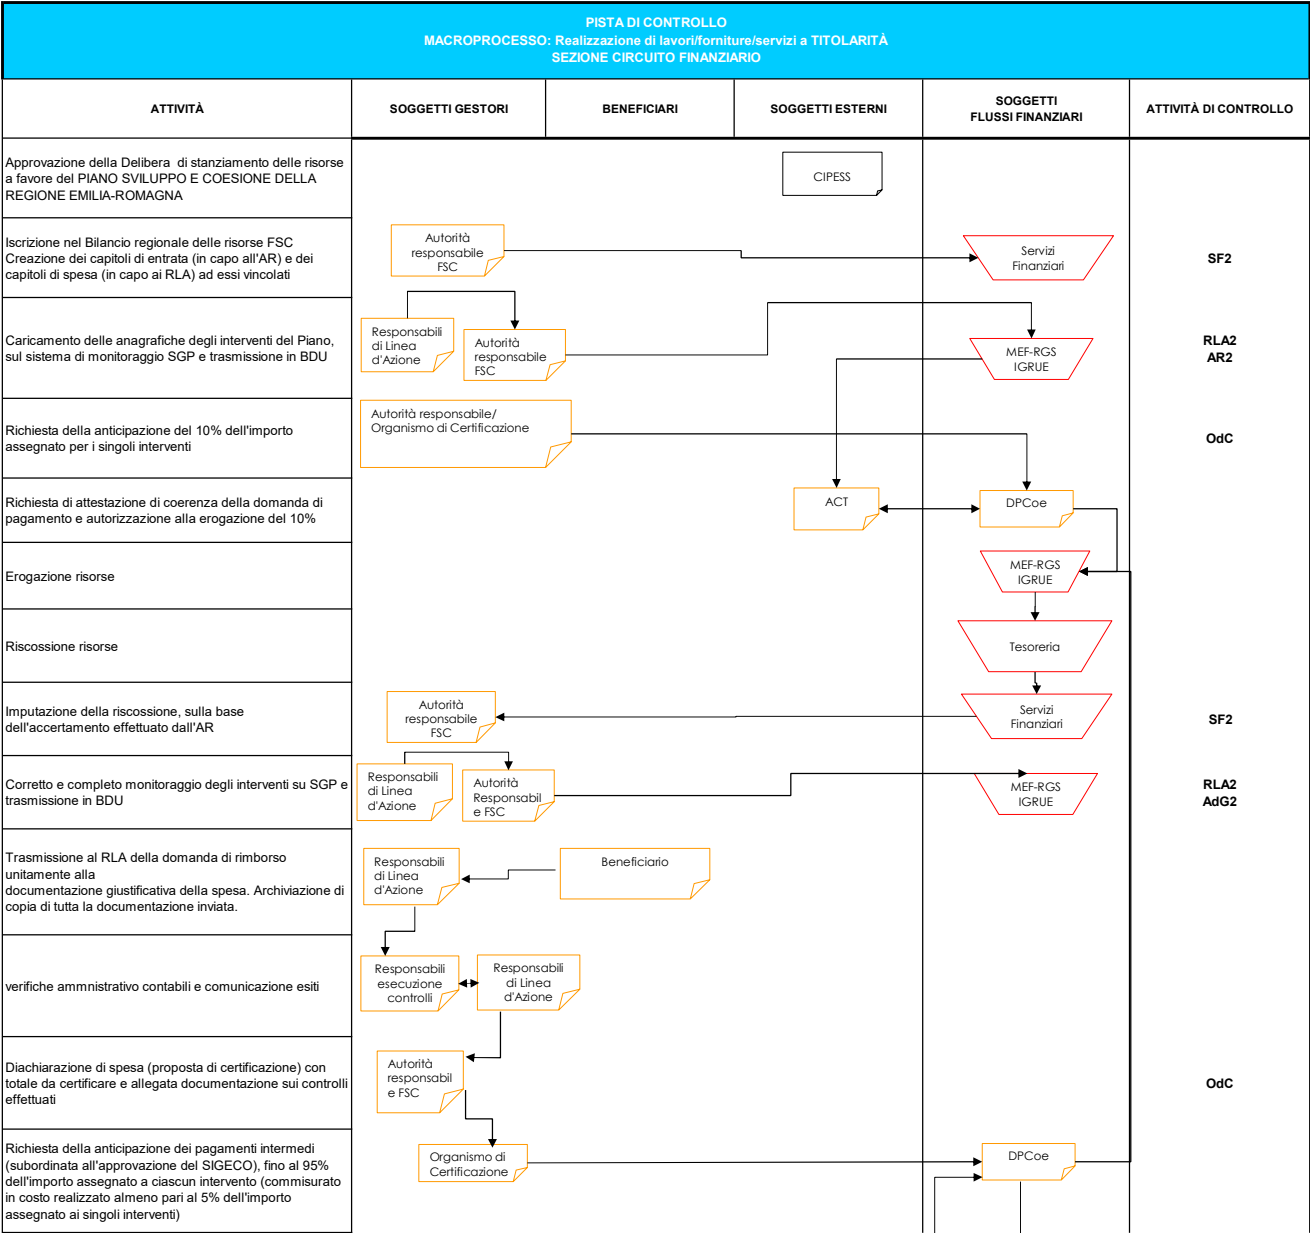 PISTA DI CONTROLLO
MACROPROCESSO: Realizzazione di lavori/forniture/servizi a TITOLARITÀ
SEZIONE CIRCUITO FINANZIARIO
ATTIVITÀ
SOGGETTI GESTORI
BENEFICIARI
SOGGETTI ESTERNI
SOGGETTI
FLUSSI FINANZIARI
ATTIVITÀ DI CONTROLLO
Approvazione della Delibera di stanziamento delle risorse
a favore del PIANO SVILUPPO E COESIONE DELLA
REGIONE EMILIA-ROMAGNA
CIPESS
Iscrizione nel Bilancio regionale delle risorse FSC
Creazione dei capitoli di entrata (in capo all'AR) e dei
capitoli di spesa (in capo ai RLA) ad essi vincolati
Autorità
responsabile
FSC
Servizi
Finanziari
SF2
Caricamento delle anagrafiche degli interventi del Piano,
sul sistema di monitoraggio SGP e trasmissione in BDU
Responsabili
di Linea
d'Azione
Autorità
responsabile
FSC
MEF-RGS
IGRUE
RLA2
AR2
Richiesta della anticipazione del 10% dell'importo
assegnato per i singoli interventi
Autorità responsabile/
Organismo di Certificazione
OdC
Richiesta di attestazione di coerenza della domanda di
pagamento e autorizzazione alla erogazione del 10%
ACT
DPCoe
Erogazione risorse
MEF-RGS
IGRUE
Riscossione risorse
Tesoreria
Imputazione della riscossione, sulla base
dell'accertamento effettuato dall'AR
Autorità
responsabile
FSC
Servizi
Finanziari
SF2
Corretto e completo monitoraggio degli interventi su SGP e
trasmissione in BDU
Responsabili
di Linea
d'Azione
Autorità
Responsabil
e FSC
MEF-RGS
IGRUE
RLA2
AdG2
Trasmissione al RLA della domanda di rimborso
unitamente alla
documentazione giustificativa della spesa. Archiviazione di
copia di tutta la documentazione inviata.
Responsabili
di Linea
d'Azione
Beneficiario
verifiche ammnistrativo contabili e comunicazione esiti
Responsabili
esecuzione
controlli
Responsabili
di Linea
d'Azione
Diachiarazione di spesa (proposta di certificazione) con
totale da certificare e allegata documentazione sui controlli
effettuati
Autorità
responsabil
e FSC
OdC
Richiesta della anticipazione dei pagamenti intermedi
(subordinata all'approvazione del SIGECO), fino al 95%
dell'importo assegnato a ciascun intervento (commisurato
in costo realizzato almeno pari al 5% dell'importo
assegnato ai singoli interventi)
Organismo di
Certificazione
DPCoe